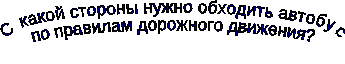 С какой стороны нужно обходить автобус
по правилам дорожного движения?